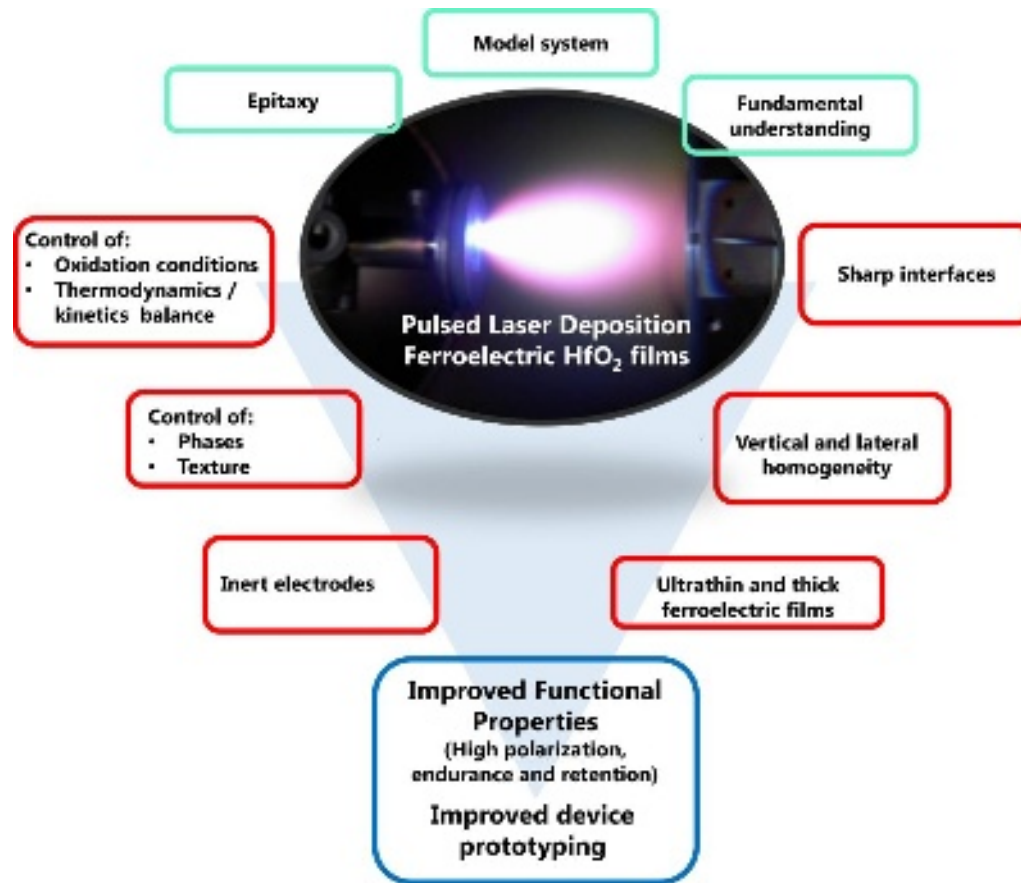 Model system
Epitaxy
Fundamental
understanding
Control of:
• Oxidation conditions
• Thermodynamics /
kinetics balance
Sharp interfaces
Pulsed Laser Deposition
Ferroelectric HfO₂ films
Control of:
• Phases
• Texture
Vertical and lateral
homogeneity
Inert electrodes
Ultrathin and thick
ferroelectric films
Improved Functional
Properties
(High polarization,
endurance and retention)
Improved device
prototyping